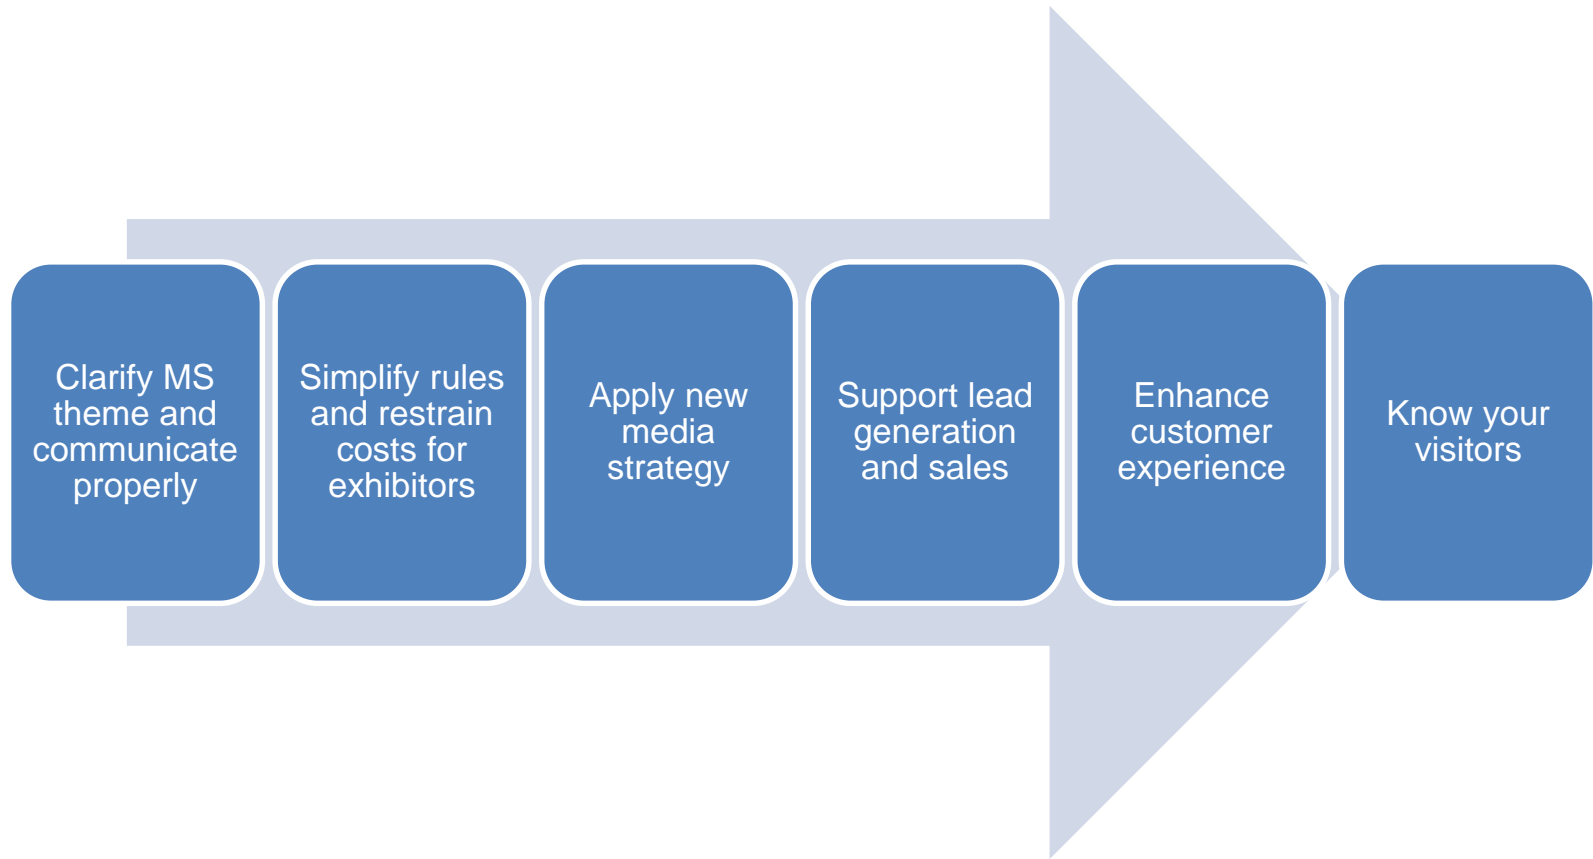 Clarify MS
theme and
communicate
properly
Simplify rules
and restrain
costs for
exhibitors
Apply new
media
strategy
Support lead
generation
and sales
Enhance
customer
experience
Know your
visitors